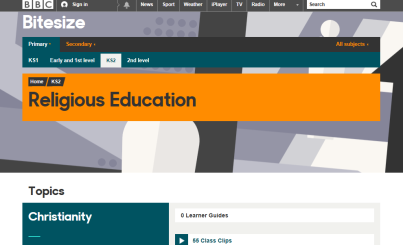 BBC Sign in News Sport Weather iPlayer TV Radio More Search
Bitesize
Primary Secondary All subjects
KS1 Early and 1st level KS2 2nd level
Home KS2
Religious Education
Topics
Christianity
0 Learner Guides
55 Class Clips